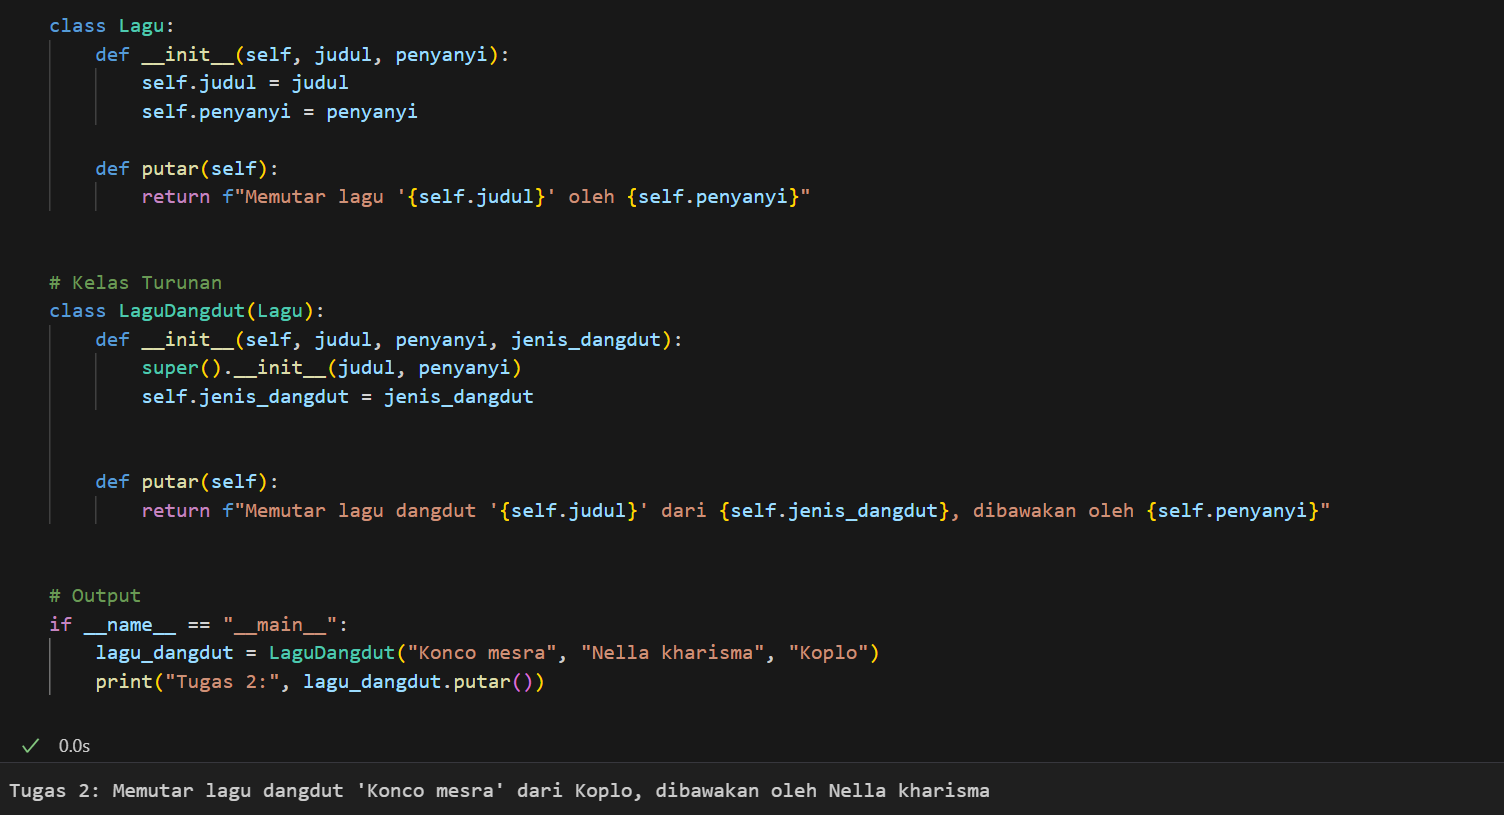 class Lagu:
    def __init__(self, judul, penyanyi):
        self.judul = judul
        self.penyanyi = penyanyi

    def putar(self):
        return f"Memutar lagu '{self.judul}' oleh {self.penyanyi}"


# Kelas Turunan
class LaguDangdut(Lagu):
    def __init__(self, judul, penyanyi, jenis_dangdut):
        super().__init__(judul, penyanyi)
        self.jenis_dangdut = jenis_dangdut


    def putar(self):
        return f"Memutar lagu dangdut '{self.judul}' dari {self.jenis_dangdut}, dibawakan oleh {self.penyanyi}"


# Output
if __name__ == "__main__":
    lagu_dangdut = LaguDangdut("Konco mesra", "Nella kharisma", "Koplo")
    print("Tugas 2:", lagu_dangdut.putar())

0.0s
Tugas 2: Memutar lagu dangdut 'Konco mesra' dari Koplo, dibawakan oleh Nella kharisma